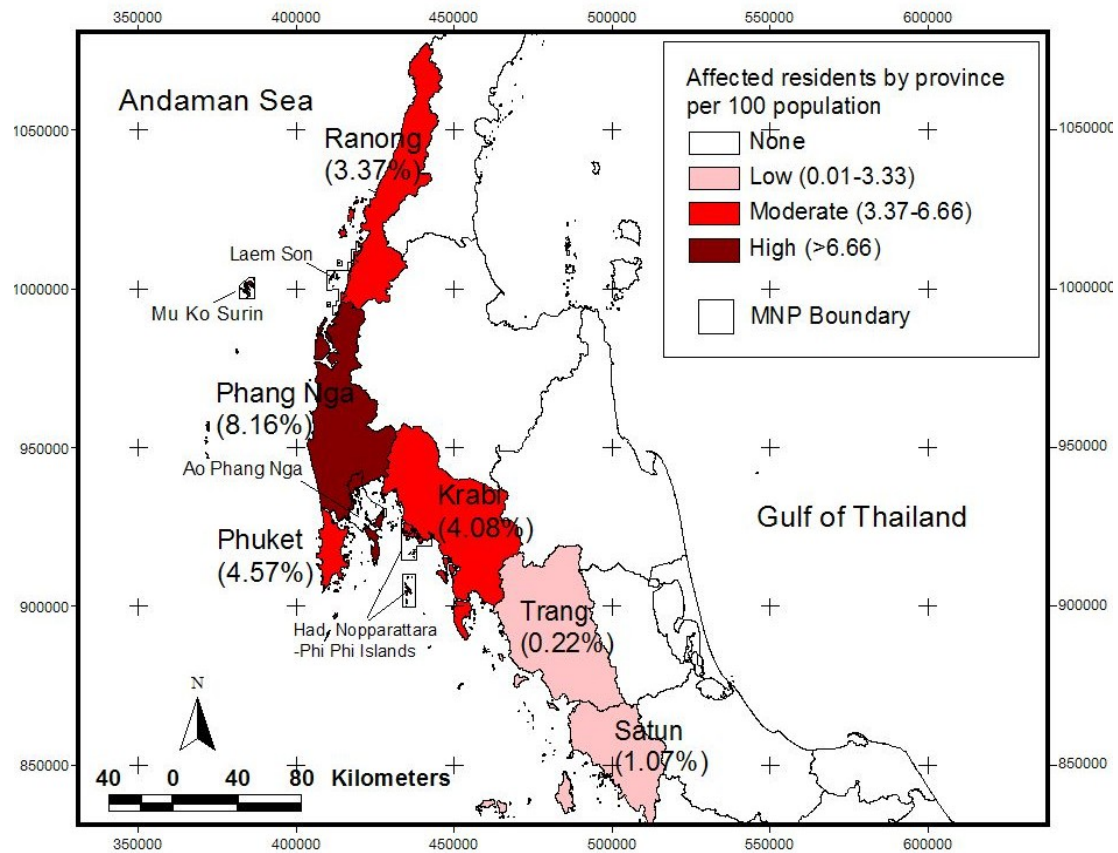 350000 400000 450000 500000 550000 600000
Affected residents by province
per 100 population
None
Low (0.01-3.33)
Moderate (3.37-6.66)
High (>6.66)
MNP Boundary
Andaman Sea
1050000 1050000
Ranong
(3.37%)
Laem Son
1000000 1000000
Mu Ko Surin
Phang Nga
(8.16%)
950000 950000
Ao Phang Nga
Krabi
(4.08%)
Gulf of Thailand
Phuket
(4.57%)
900000 900000
Had Nopparattara
-Phi Phi Islands
Trang
(0.22%)
N
Satun
(1.07%)
850000 850000
40 0 40 80 Kilometers
350000 400000 450000 500000 550000 600000